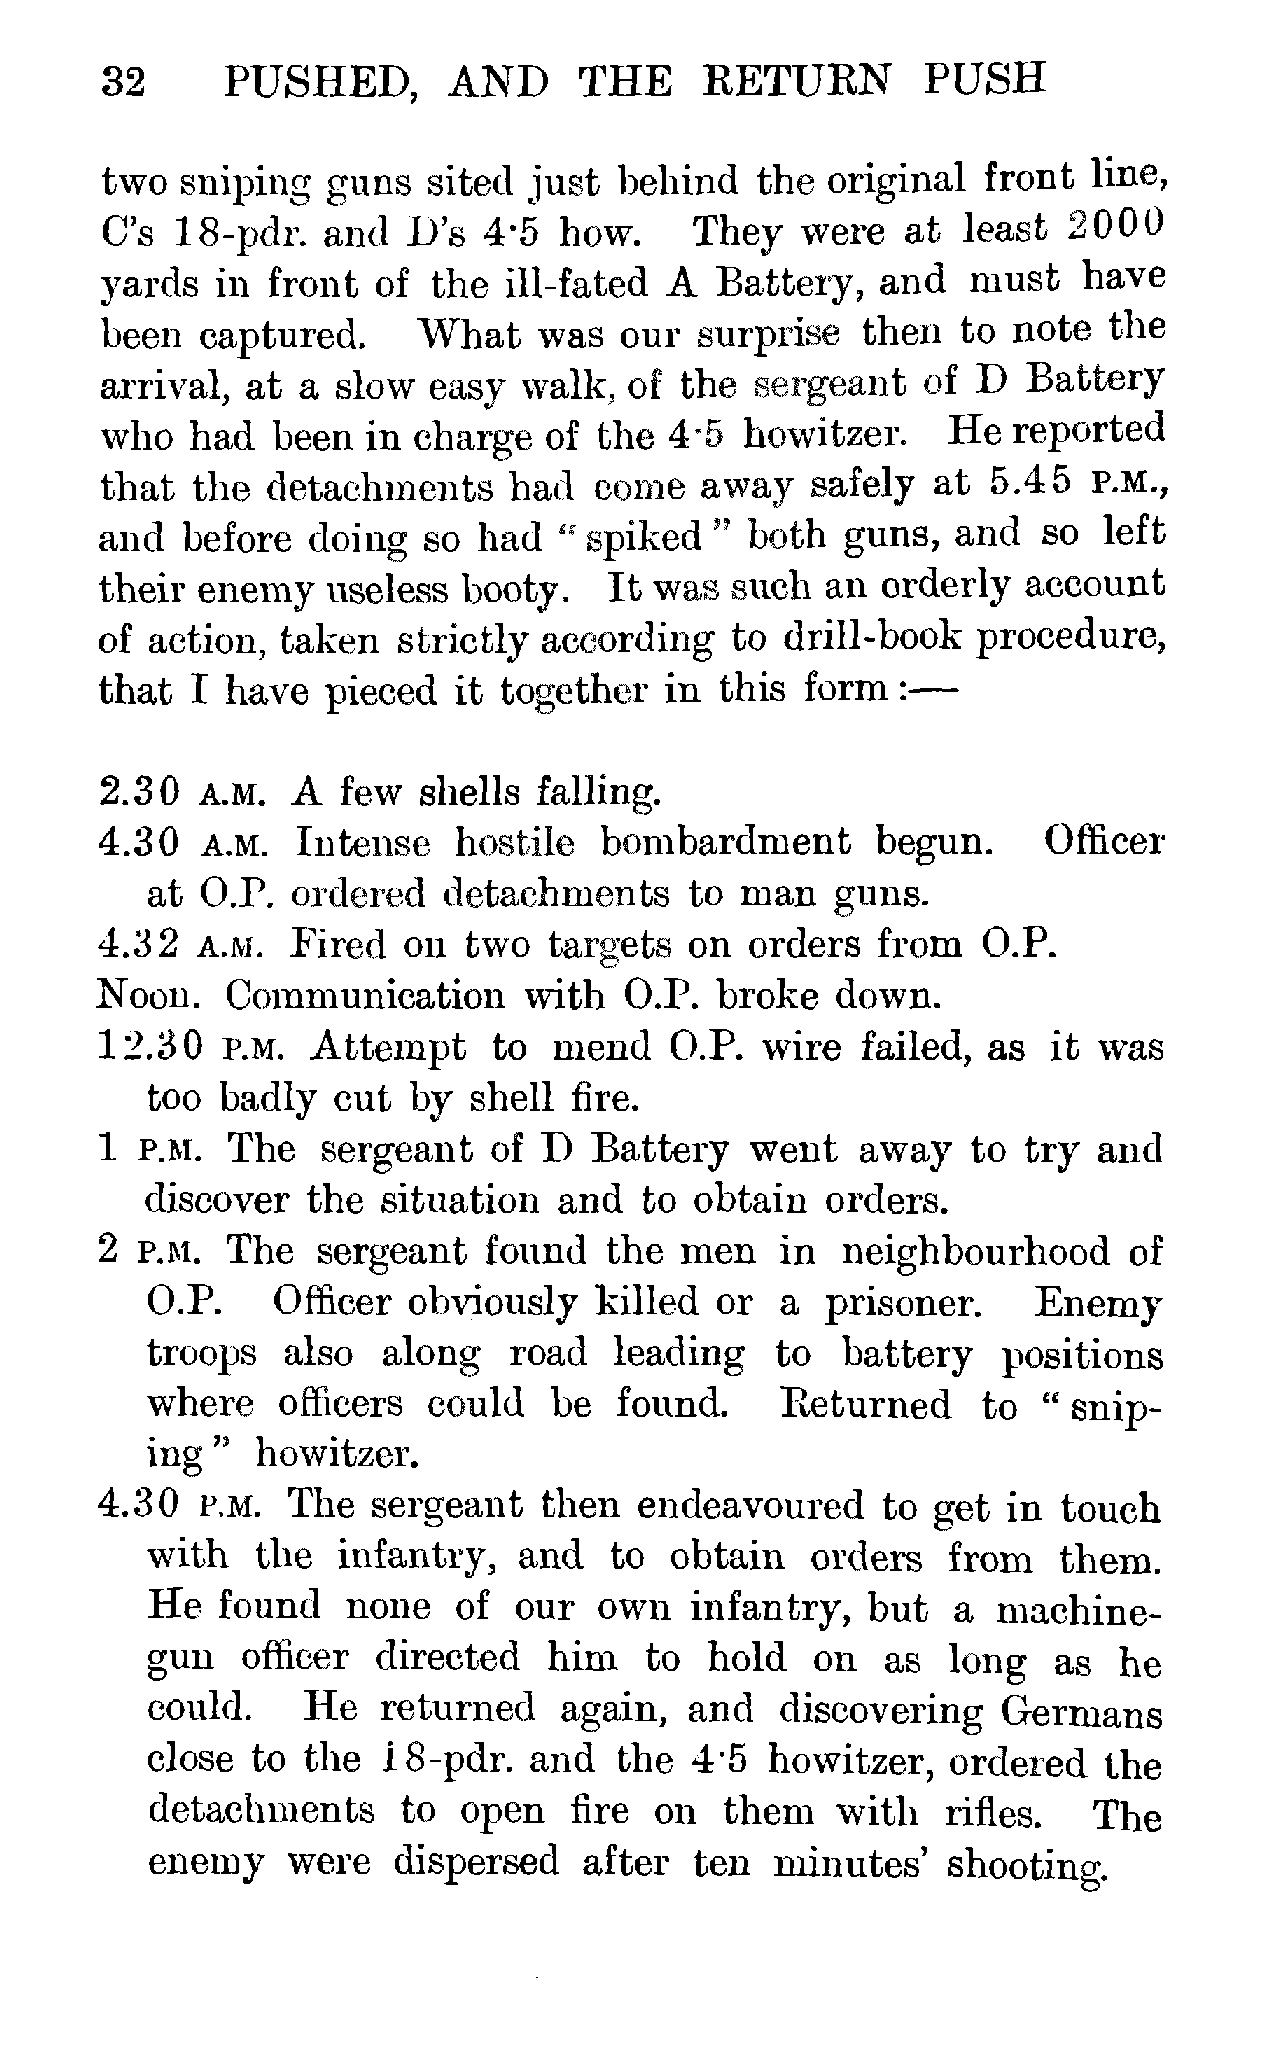 32 PUSHED, AND THE RETURN PUSH
two sniping guns sited just behind the original front line,
C's 18-pdr. and D's 4·5 how. They were at least 2000
yards in front of the ill-fated A Battery, and must have
been captured. What was our surprise then to note the
arrival, at a slow easy walk, of the sergeant of D Battery
who had been in charge of the 4·5 howitzer. He reported
that the detachments had come away safely at 5.45 P.M.,
and before doing so had “ spiked ” both guns, and so left
their enemy useless booty. It was such an orderly account
of action, taken strictly according to drill-book procedure,
that I have pieced it together in this form :—
2.30 A.M. A few shells falling.
4.30 A.M. Intense hostile bombardment begun. Officer
at O.P. ordered detachments to man guns.
4.32 A.M. Fired on two targets on orders from O.P.
Noon. Communication with O.P. broke down.
12.30 P.M. Attempt to mend O.P. wire failed, as it was
too badly cut by shell fire.
1 P.M. The sergeant of D Battery went away to try and
discover the situation and to obtain orders.
2 P.M. The sergeant found the men in neighbourhood of
O.P. Officer obviously killed or a prisoner. Enemy
troops also along road leading to battery positions
where officers could be found. Returned to “ snip-
ing ” howitzer.
4.30 P.M. The sergeant then endeavoured to get in touch
with the infantry, and to obtain orders from them.
He found none of our own infantry, but a machine-
gun officer directed him to hold on as long as he
could. He returned again, and discovering Germans
close to the 18-pdr. and the 4·5 howitzer, ordered the
detachments to open fire on them with rifles. The
enemy were dispersed after ten minutes' shooting.